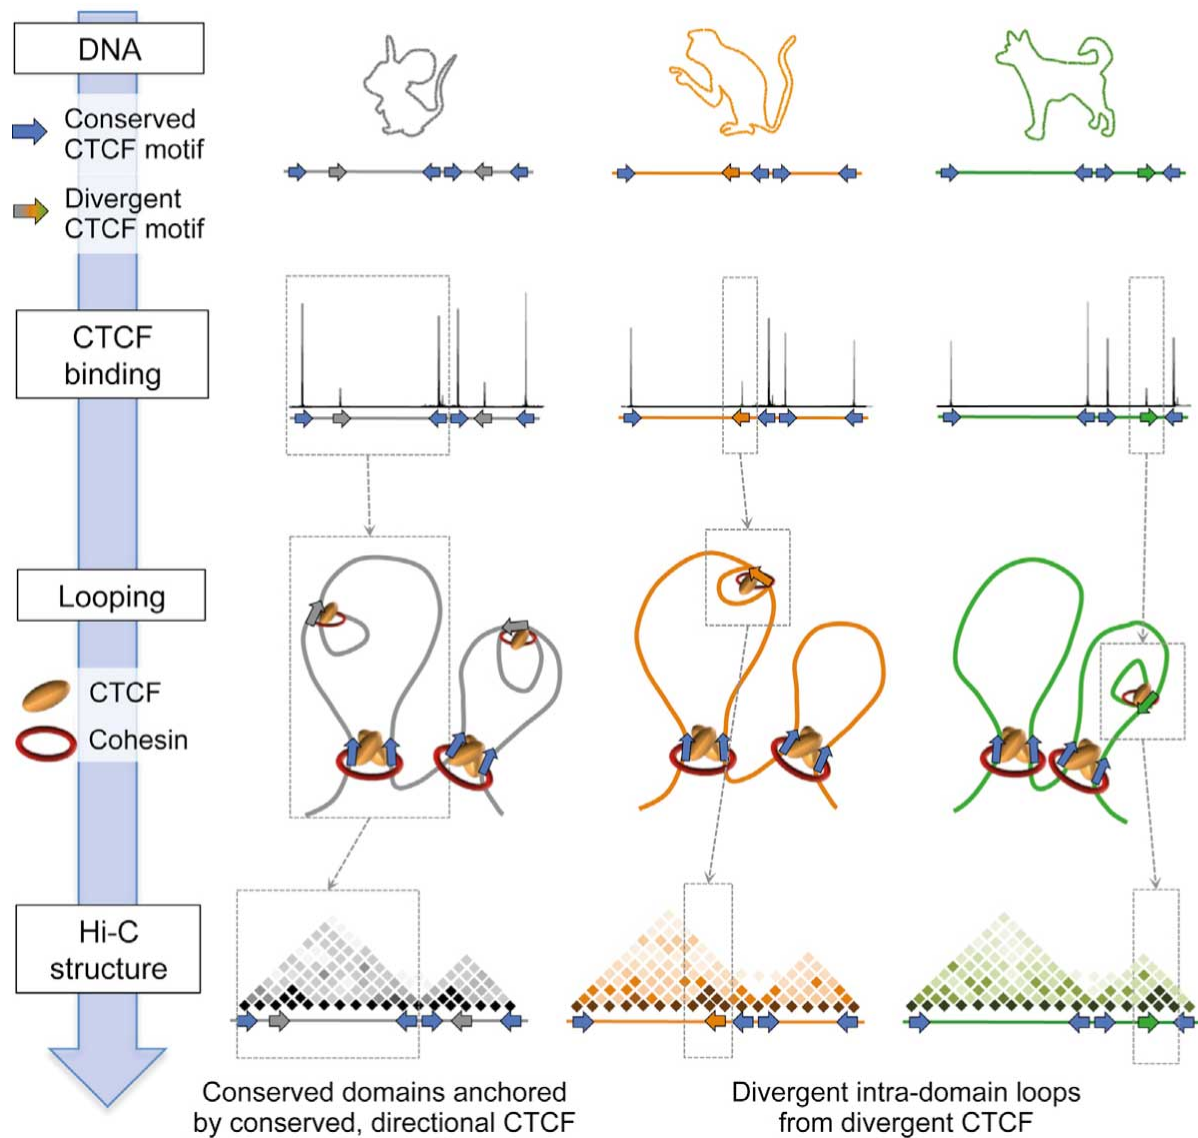 DNA
Conserved
CTCF motif
Divergent
CTCF motif
CTCF
binding
Looping
CTCF
Cohesin
Hi-C
structure
Conserved domains anchored
by conserved, directional CTCF
Divergent intra-domain loops
from divergent CTCF